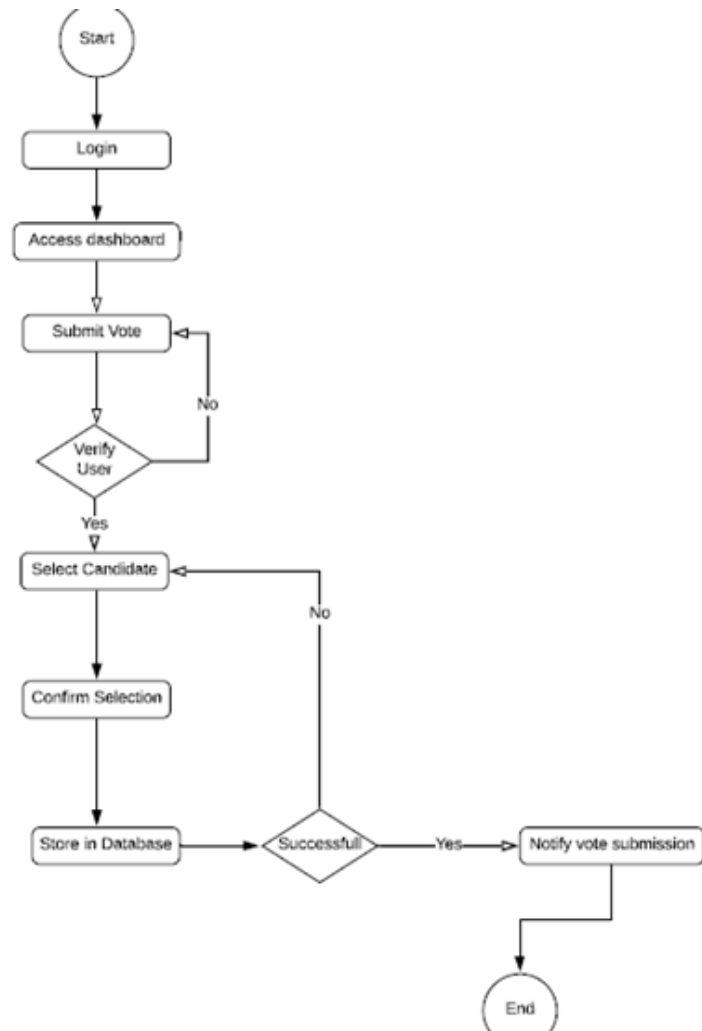 Start
Login
Access dashboard
Submit Vote
No
Verify
User
Yes
Select Candidate
No
Confirm Selection
Store in Database
Successfull
Yes
Notify vote submission
End